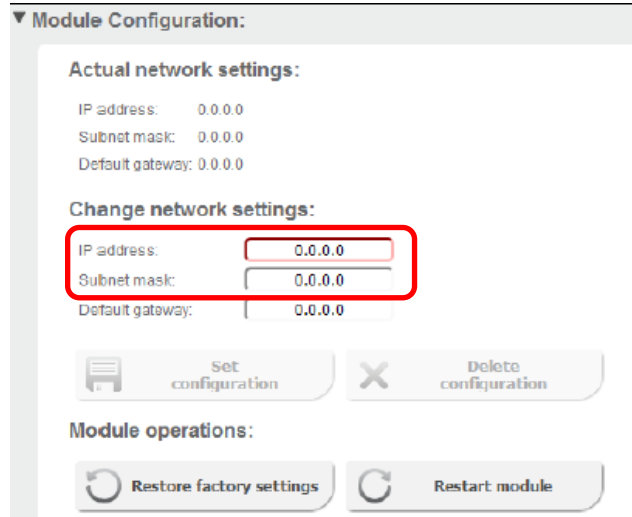 Module Configuration:
Actual network settings:
IP address: 0.0.0.0
Subnet mask: 0.0.0.0
Default gateway: 0.0.0.0
Change network settings:
IP address: 0.0.0.0
Subnet mask: 0.0.0.0
Default gateway: 0.0.0.0
Set configuration
Delete configuration
Module operations:
Restore factory settings
Restart module